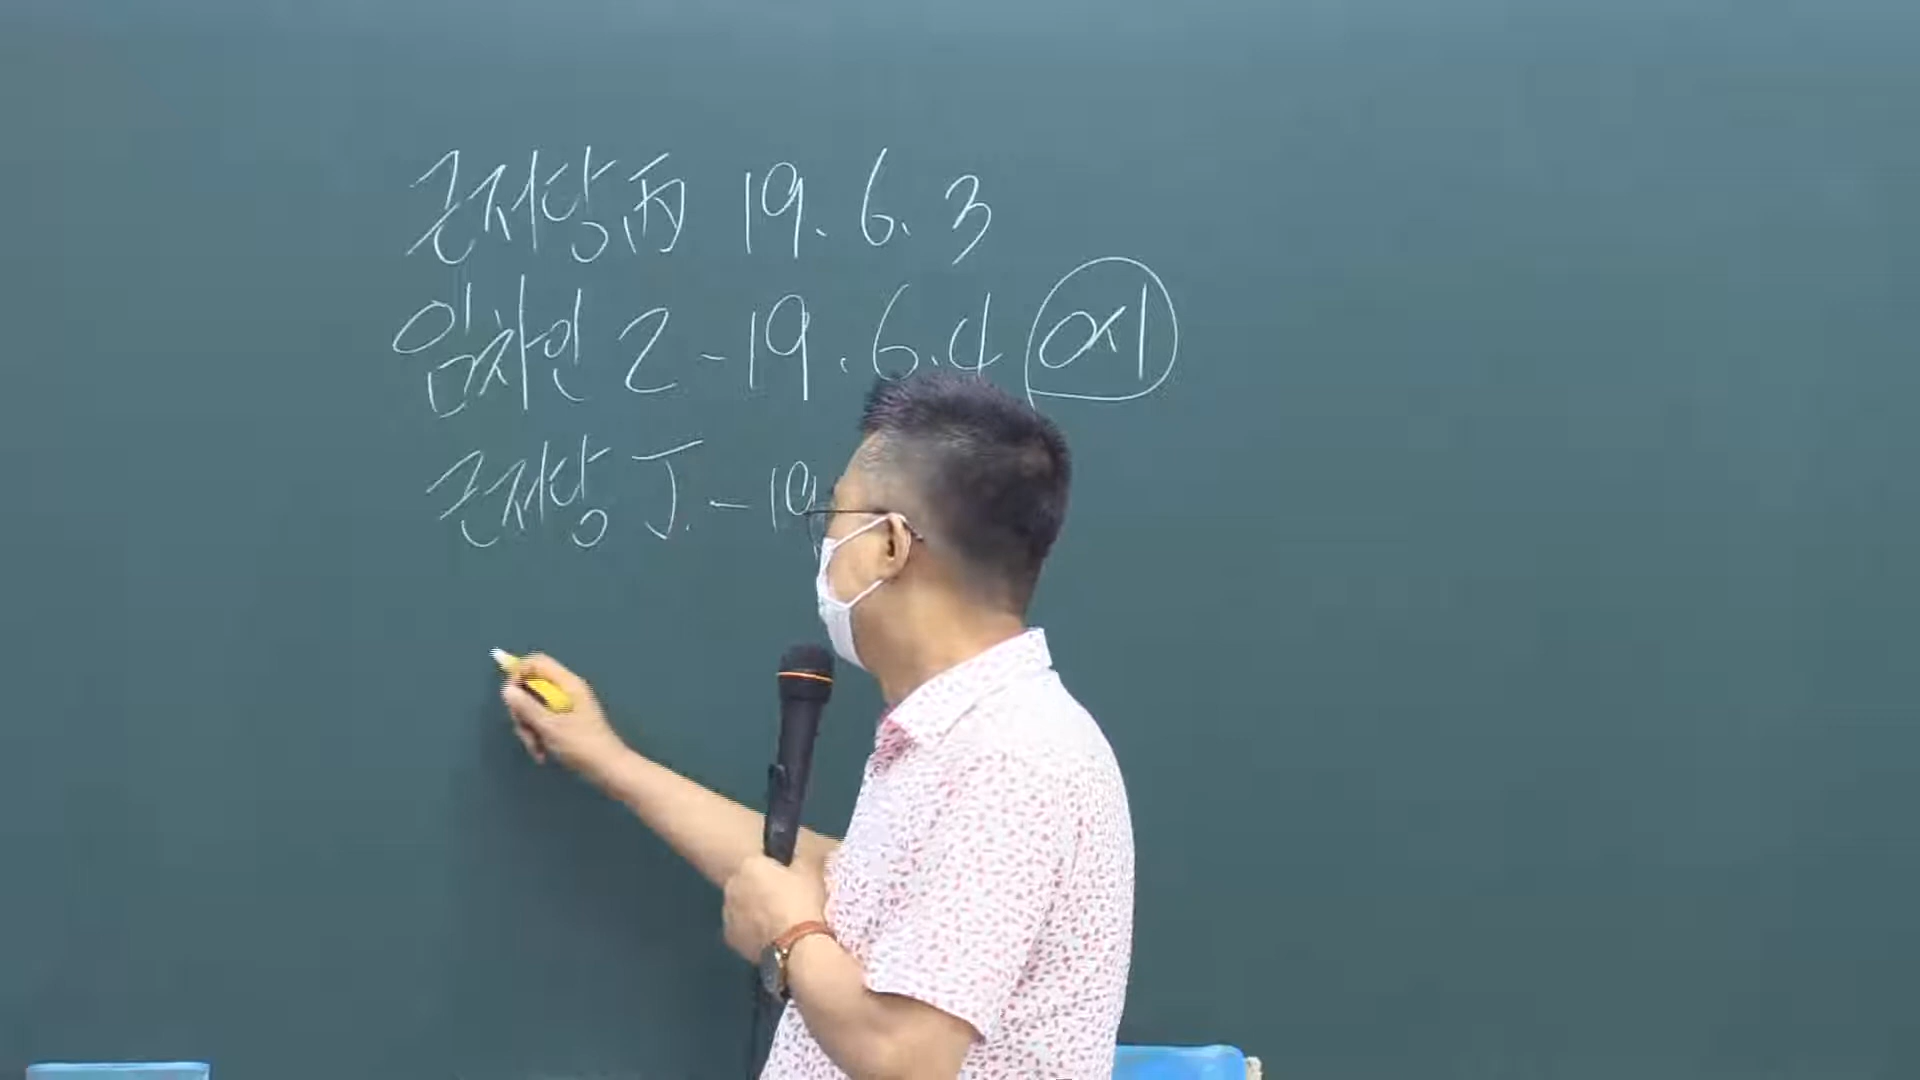 근저당 丙 19. 6. 3
임차인 乙 - 19. 6. 4 에
근저당 丁. - 19